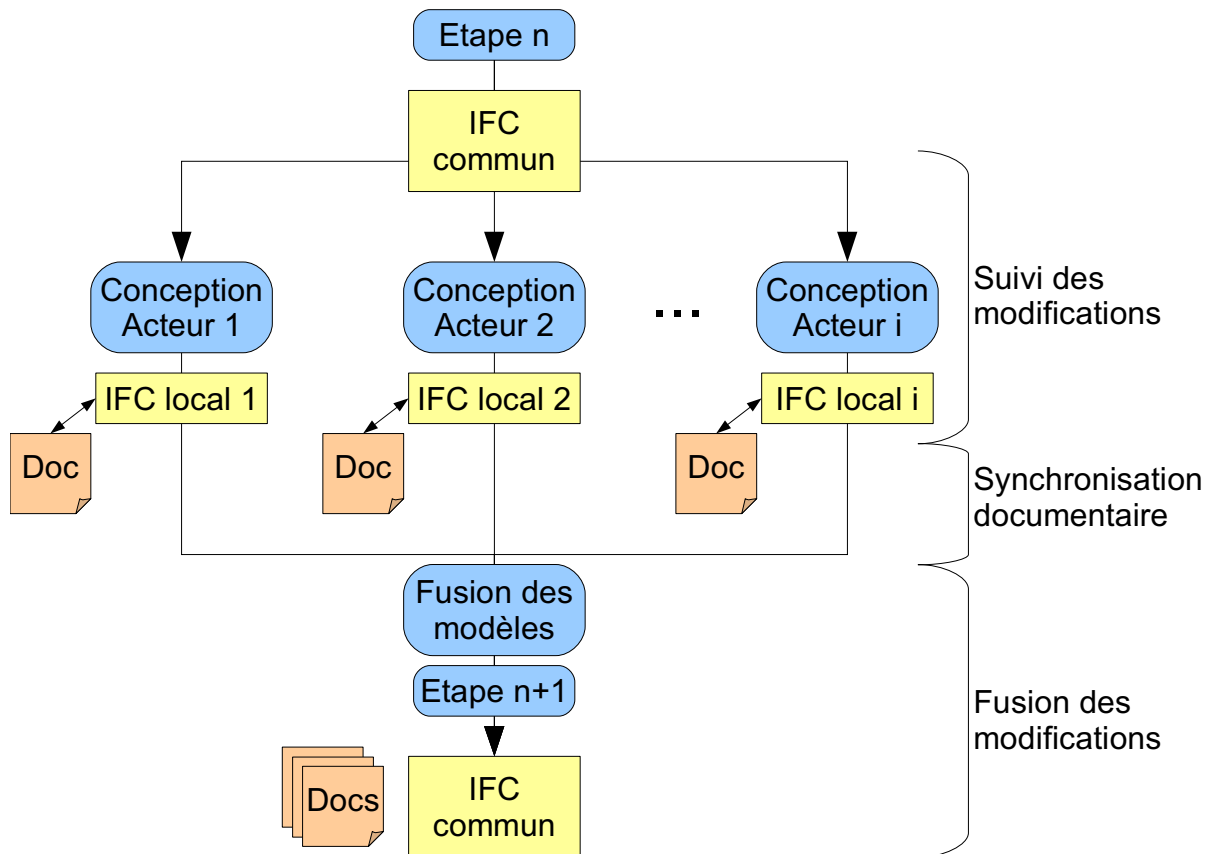 Etape n
IFC
commun
Conception
Acteur 1
Conception
Acteur 2
...
Conception
Acteur i
Suivi des
modifications
IFC local 1
IFC local 2
IFC local i
Doc
Doc
Doc
Synchronisation
documentaire
Fusion des
modèles
Etape n+1
Fusion des
modifications
Docs
IFC
commun